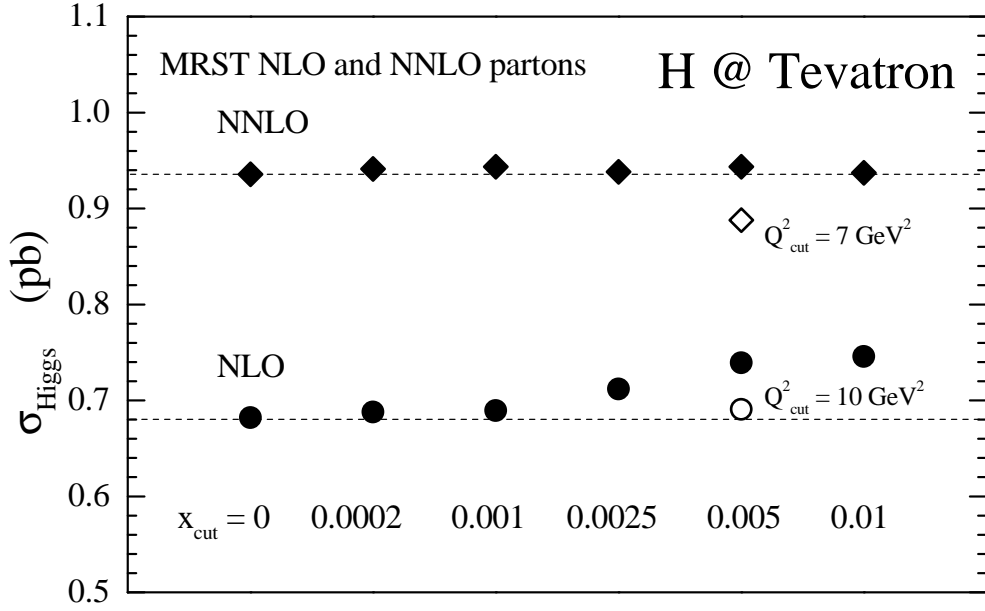 1.1
MRST NLO and NNLO partons
H @ Tevatron
1.0
NNLO
0.9
Q²cut = 7 GeV²
σHiggs (pb)
0.8
NLO
0.7
Q²cut = 10 GeV²
0.6
xcut = 0 0.0002 0.001 0.0025 0.005 0.01
0.5